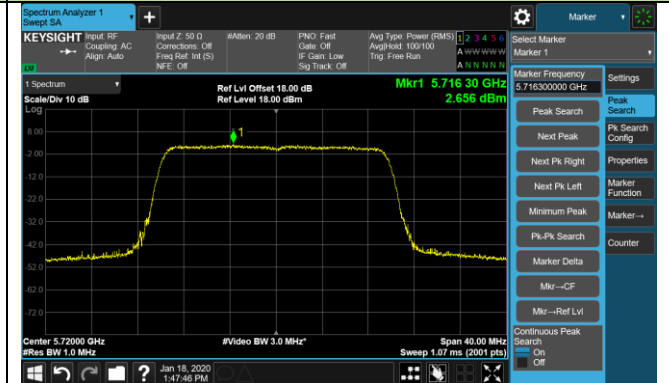 Spectrum Analyzer 1
Swept SA
Marker
KEYSIGHT
Input: RF
Coupling: AC
Align: Auto
Input Z: 50 Ω
Corrections: Off
Freq Ref: Int (S)
NFE: Off
#Atten: 20 dB
PNO: Fast
Gate: Off
IF Gain: Low
Sig Track: Off
Avg Type: Power (RMS)
Avg|Hold: 100/100
Trig: Free Run
1 2 3 4 5 6
A W W W W W
A N N N N N
LV
Select Marker
Marker 1
1 Spectrum
Scale/Div 10 dB
Log
Ref Lvl Offset 18.00 dB
Ref Level 18.00 dBm
Mkr1 5.716 30 GHz
2.656 dBm
Marker Frequency
5.716300000 GHz
Settings
Peak Search
Peak
Search
Next Peak
Pk Search
Config
Next Pk Right
Properties
Next Pk Left
Marker
Function
Minimum Peak
Marker→
Pk-Pk Search
Counter
Marker Delta
Mkr→CF
Mkr→Ref Lvl
Continuous Peak
Search
On
Off
1
8.00
-2.00
-12.0
-22.0
-32.0
-42.0
-52.0
-62.0
-72.0
Center 5.72000 GHz
#Res BW 1.0 MHz
#Video BW 3.0 MHz*
Span 40.00 MHz
Sweep 1.07 ms (2001 pts)
?
Jan 18, 2020
1:47:46 PM